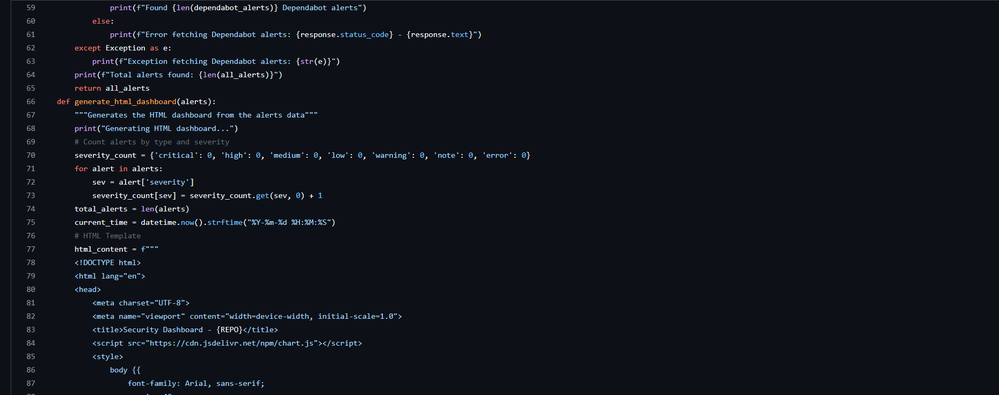 59                 print(f"Found {len(dependabot_alerts)} Dependabot alerts")
60             else:
61                 print(f"Error fetching Dependabot alerts: {response.status_code} - {response.text}")
62         except Exception as e:
63             print(f"Exception fetching Dependabot alerts: {str(e)}")
64         print(f"Total alerts found: {len(all_alerts)}")
65         return all_alerts
66     def generate_html_dashboard(alerts):
67         """Generates the HTML dashboard from the alerts data"""
68         print("Generating HTML dashboard...")
69         # Count alerts by type and severity
70         severity_count = {'critical': 0, 'high': 0, 'medium': 0, 'low': 0, 'warning': 0, 'note': 0, 'error': 0}
71         for alert in alerts:
72             sev = alert['severity']
73             severity_count[sev] = severity_count.get(sev, 0) + 1
74         total_alerts = len(alerts)
75         current_time = datetime.now().strftime("%Y-%m-%d %H:%M:%S")
76         # HTML Template
77         html_content = f"""
78         <!DOCTYPE html>
79         <html lang="en">
80         <head>
81             <meta charset="UTF-8">
82             <meta name="viewport" content="width=device-width, initial-scale=1.0">
83             <title>Security Dashboard - {REPO}</title>
84             <script src="https://cdn.jsdelivr.net/npm/chart.js"></script>
85             <style>
86                 body {{
87                     font-family: Arial, sans-serif;